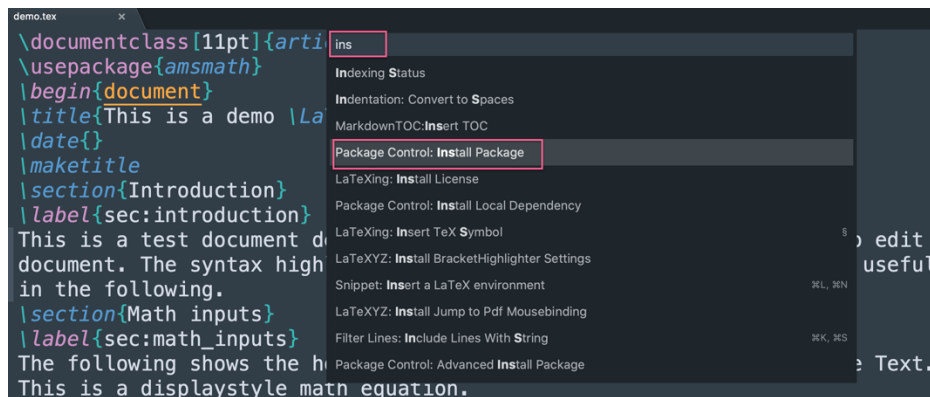 demo.tex ×
\documentclass[11pt]{arti
\usepackage{amsmath}
\begin{document}
\title{This is a demo \La
\date{}
\maketitle
\section{Introduction}
\label{sec:introduction}
This is a test document d
document. The syntax high
in the following.
\section{Math inputs}
\label{sec:math_inputs}
The following shows the h
This is a displaystyle math equation.
ins
Indexing Status
Indentation: Convert to Spaces
MarkdownTOC:Insert TOC
Package Control: Install Package
LaTeXing: Install License
Package Control: Install Local Dependency
LaTeXing: Insert TeX Symbol §
LaTeXYZ: Install BracketHighlighter Settings
Snippet: Insert a LaTeX environment ⌘L, ⌘N
LaTeXYZ: Install Jump to Pdf Mousebinding
Filter Lines: Include Lines With String ⌘K, ⌘S
Package Control: Advanced Install Package
edit
useful
Text.